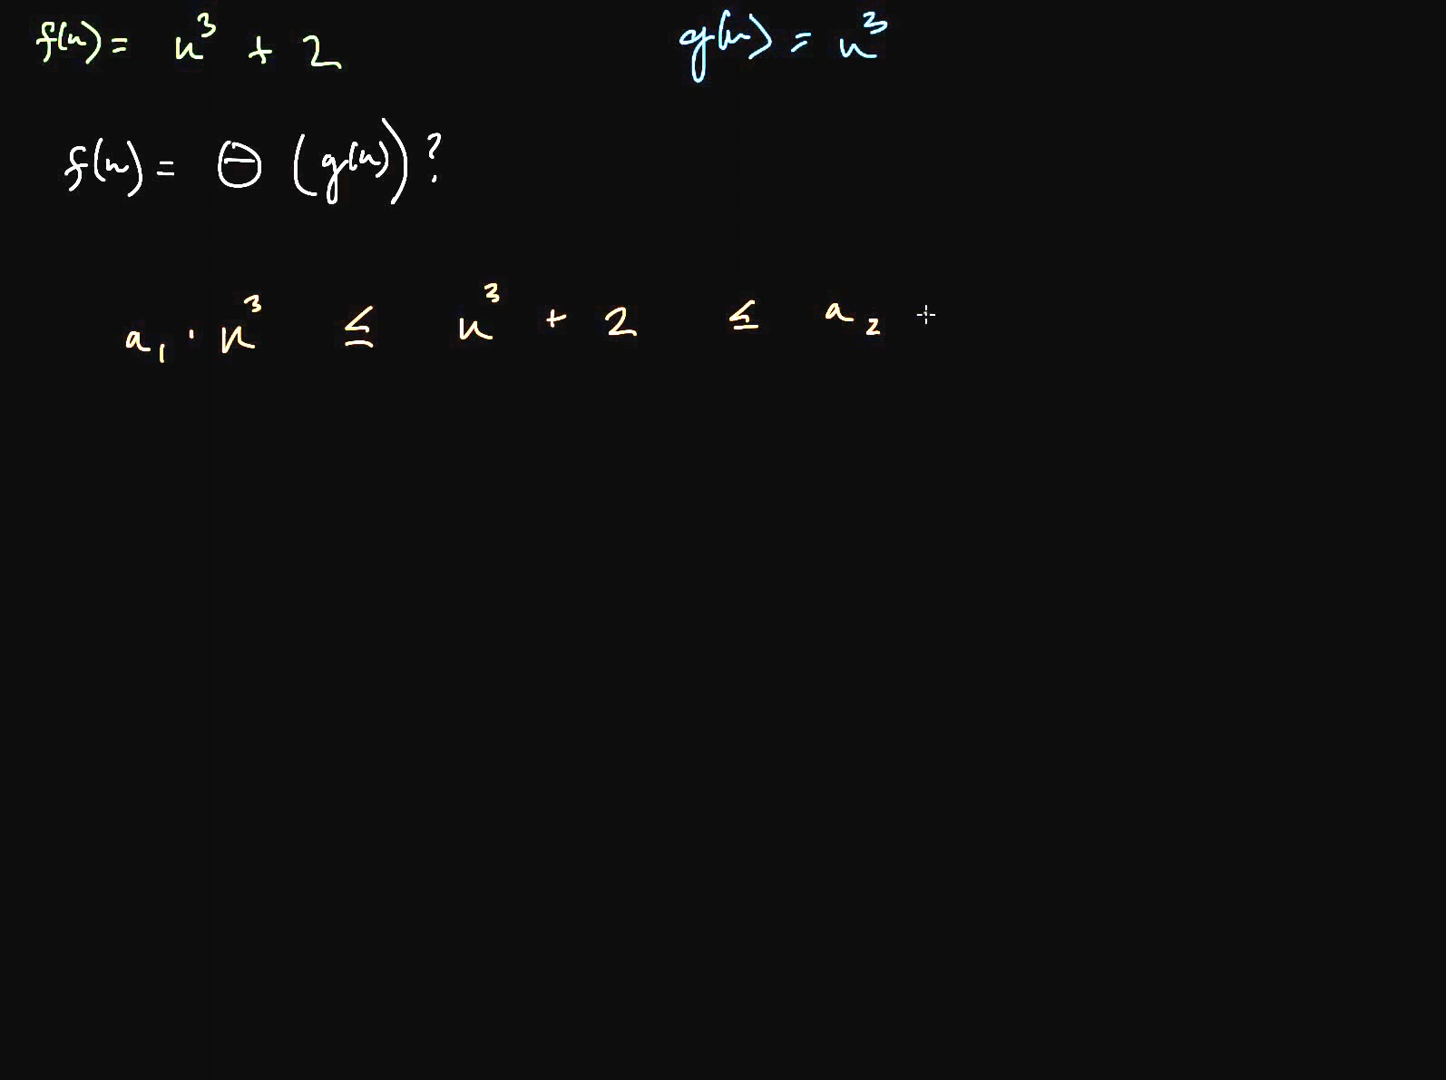 f(n) = n³ + 2
g(n) = n³
f(n) = Θ (g(n))?
a₁ · n³ ≤ n³ + 2 ≤ a₂